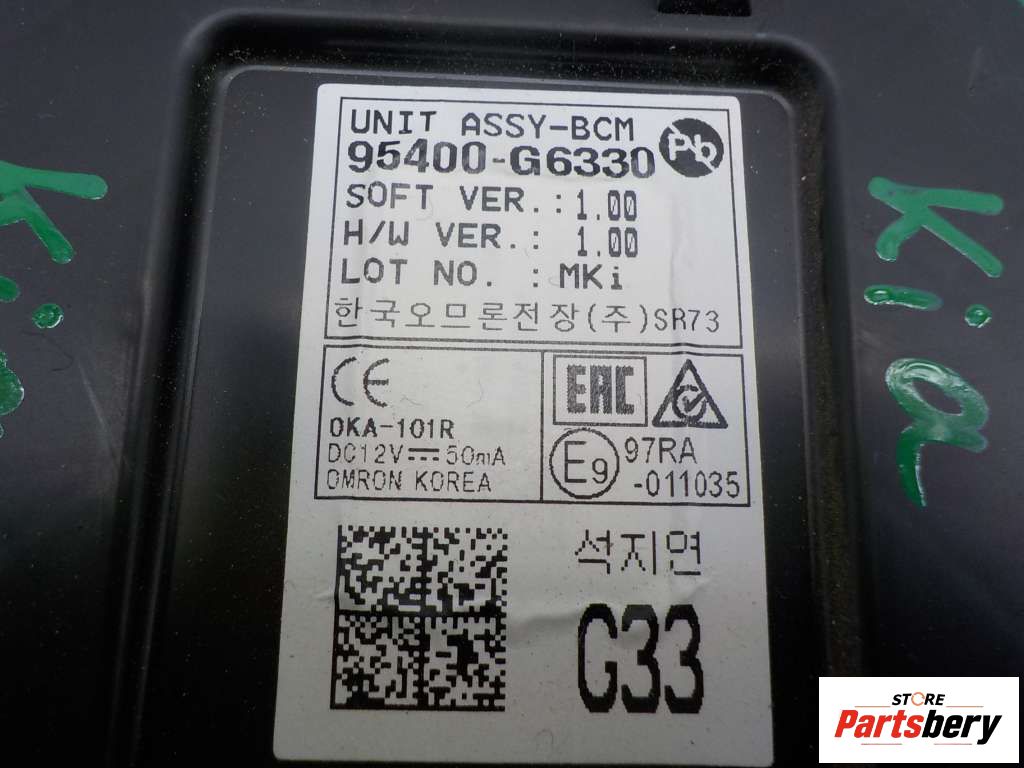 UNIT ASSY-BCM
95400-G6330
Pb
SOFT VER.: 1.00
H/W VER.: 1.00
LOT NO. : MKi
한국오므론전장(주)SR73
CE
OKA-101R
DC12V 50mA
OMRON KOREA
EAC
E9 97RA
-011035
석지연
G33
Kia
Kia
STORE
Partsbery